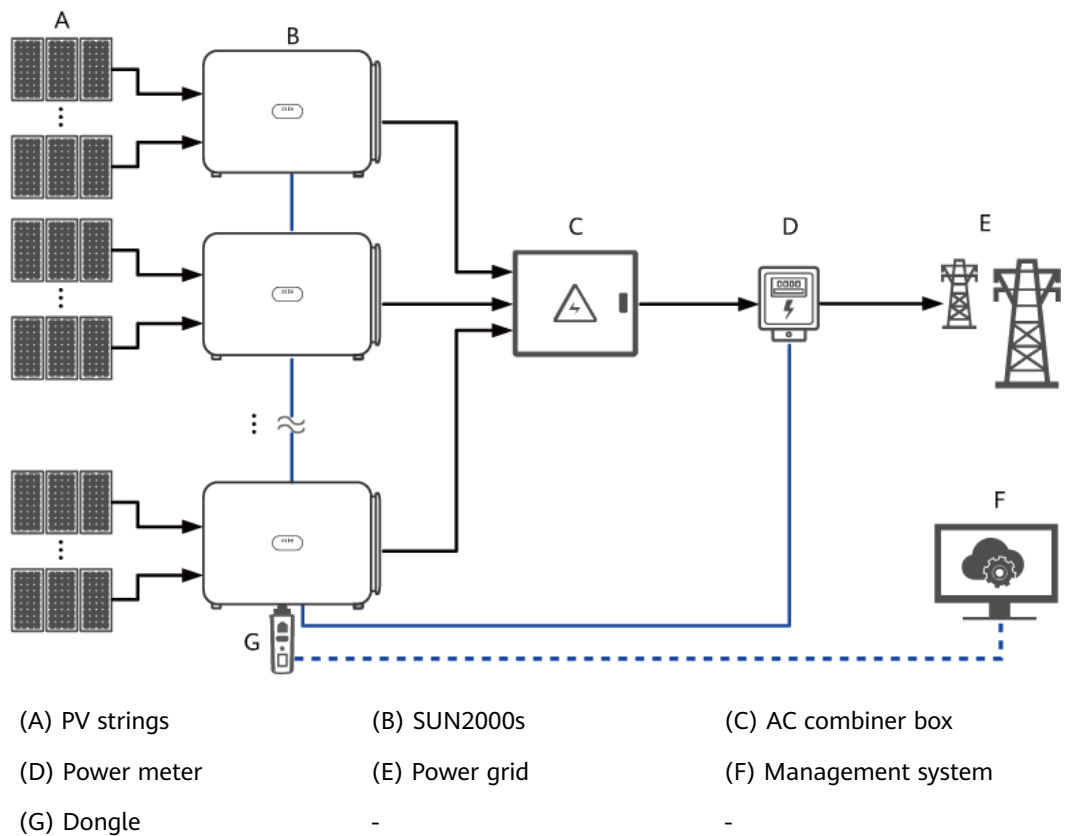 A
B
C
D
E
F
G
(A) PV strings (B) SUN2000s (C) AC combiner box
(D) Power meter (E) Power grid (F) Management system
(G) Dongle - -